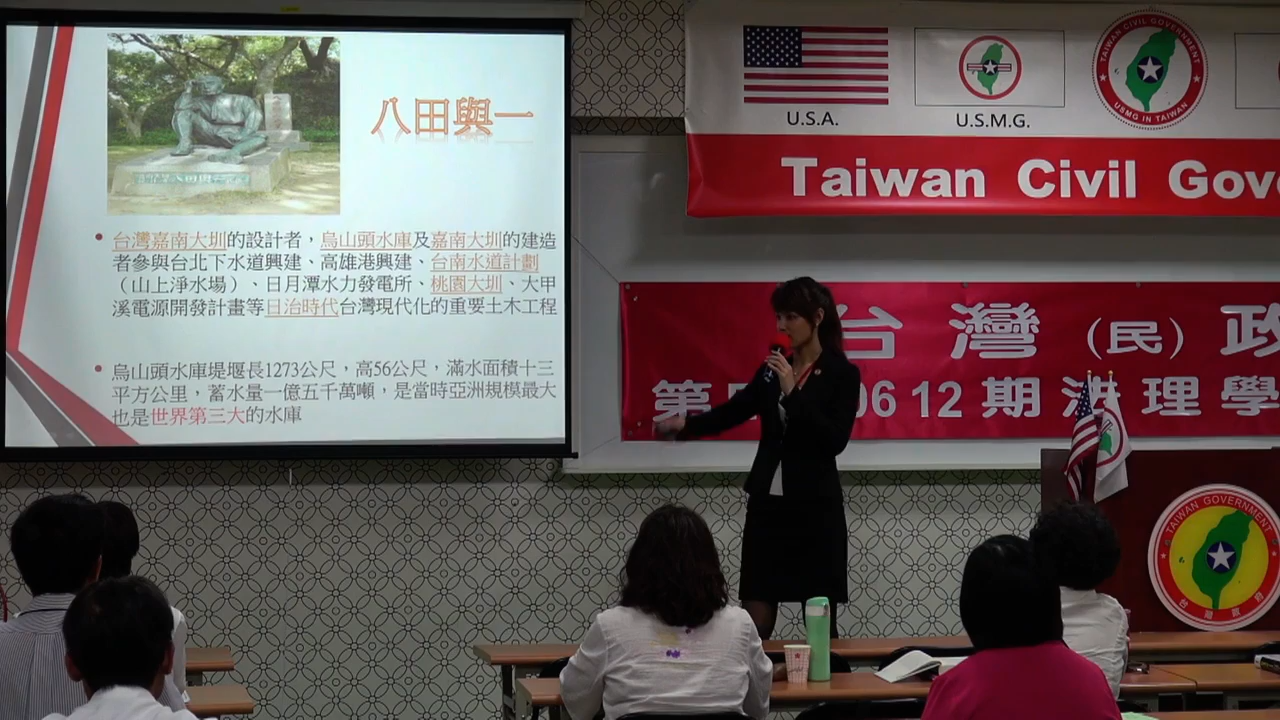 八田與一
台灣嘉南大圳的設計者，烏山頭水庫及嘉南大圳的建造
者參與台北下水道興建、高雄港興建、台南水道計劃
（山上淨水場）、日月潭水力發電所、桃園大圳、大甲
溪電源開發計畫等日治時代台灣現代化的重要土木工程
烏山頭水庫堤堰長1273公尺，高56公尺，滿水面積十三
平方公里，蓄水量一億五千萬噸，是當時亞洲規模最大
也是世界第三大的水庫
U.S.A.
U.S.M.G.
TAIWAN CIVIL GOVERNMENT
USMG IN TAIWAN
Taiwan Civil Gove
台灣（民）政
第
06 12 期 法理學
TAIWAN GOVERNMENT
台灣政府